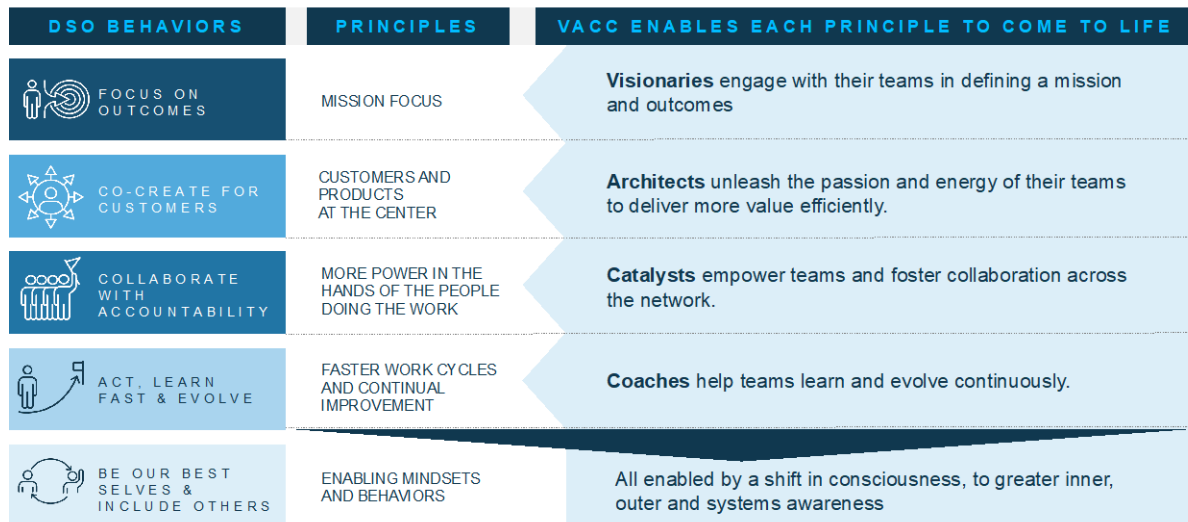 DSO BEHAVIORS
PRINCIPLES
VACC ENABLES EACH PRINCIPLE TO COME TO LIFE
FOCUS ON
OUTCOMES
MISSION FOCUS
Visionaries engage with their teams in defining a mission
and outcomes
CO-CREATE FOR
CUSTOMERS
CUSTOMERS AND
PRODUCTS
AT THE CENTER
Architects unleash the passion and energy of their teams
to deliver more value efficiently.
COLLABORATE
WITH
ACCOUNTABILITY
MORE POWER IN THE
HANDS OF THE PEOPLE
DOING THE WORK
Catalysts empower teams and foster collaboration across
the network.
ACT, LEARN
FAST & EVOLVE
FASTER WORK CYCLES
AND CONTINUAL
IMPROVEMENT
Coaches help teams learn and evolve continuously.
BE OUR BEST
SELVES &
INCLUDE OTHERS
ENABLING MINDSETS
AND BEHAVIORS
All enabled by a shift in consciousness, to greater inner,
outer and systems awareness